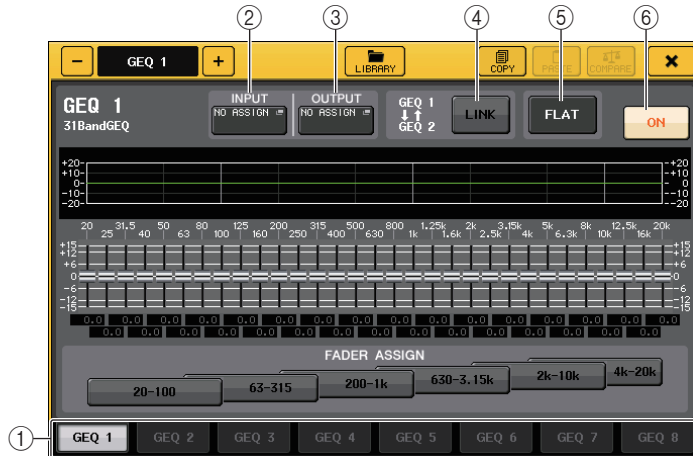 ② ③ ④ ⑤ ⑥
− GEQ 1 + LIBRARY COPY PASTE COMPARE ×
GEQ 1
31BandGEQ
INPUT
NO ASSIGN
OUTPUT
NO ASSIGN
GEQ 1
GEQ 2
LINK
FLAT
ON
+20 +20
+10 +10
0 0
-10 -10
-20 -20
20 31.5 50 80 125 200 315 500 800 1.25k 2k 3.15k 5k 8k 12.5k 20k
25 40 63 100 160 250 400 630 1k 1.6k 2.5k 4k 6.3k 10k 16k
+15 +15
+12 +12
+6 +6
0 0
-6 -6
-12 -12
-15 -15
0.0 0.0 0.0 0.0 0.0 0.0 0.0 0.0 0.0 0.0 0.0 0.0 0.0 0.0 0.0 0.0
0.0 0.0 0.0 0.0 0.0 0.0 0.0 0.0 0.0 0.0 0.0 0.0 0.0 0.0 0.0
FADER ASSIGN
20-100 63-315 200-1k 630-3.15k 2k-10k 4k-20k
① GEQ 1 GEQ 2 GEQ 3 GEQ 4 GEQ 5 GEQ 6 GEQ 7 GEQ 8